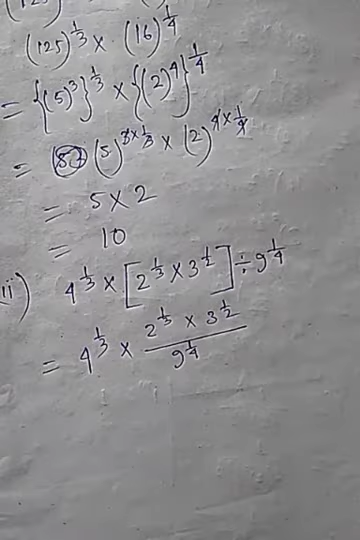 (125)^{1/3} × (16)^{1/4}
= {(5)^3}^{1/3} × {(2)^4}^{1/4}
= (5)^{3×1/3} × (2)^{4×1/4}
= 5×2
= 10
ii) 4^{1/3} × [2^{1/3} × 3^{1/2}] ÷ 9^{1/4}
= 4^{1/3} × \frac{2^{1/3} × 3^{1/2}}{9^{1/4}}